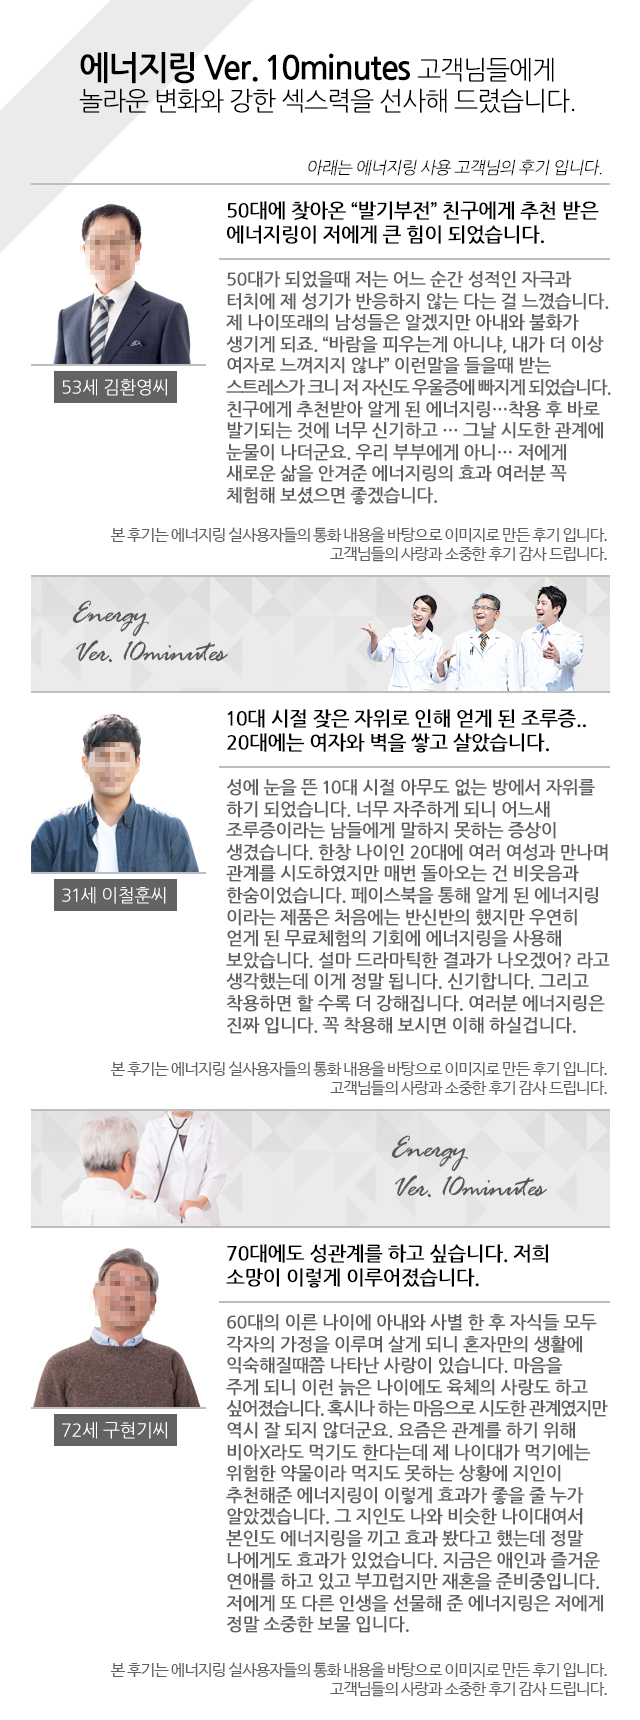 에너지링 Ver. 10minutes 고객님들에게
놀라운 변화와 강한 섹스력을 선사해 드렸습니다.
아래는 에너지링 사용 고객님의 후기 입니다.
50대에 찾아온 “발기부전” 친구에게 추천 받은
에너지링이 저에게 큰 힘이 되었습니다.
50대가 되었을때 저는 어느 순간 성적인 자극과
터치에 제 성기가 반응하지 않는 다는 걸 느꼈습니다.
제 나이또래의 남성들은 알겠지만 아내와 불화가
생기게 되죠. “바람을 피우는게 아니냐, 내가 더 이상
여자로 느껴지지 않냐” 이런말을 들을때 받는
스트레스가 크니 저 자신도 우울증에 빠지게 되었습니다.
친구에게 추천받아 알게 된 에너지링…착용 후 바로
발기되는 것에 너무 신기하고 … 그날 시도한 관계에
눈물이 나더군요. 우리 부부에게 아니… 저에게
새로운 삶을 안겨준 에너지링의 효과 여러분 꼭
체험해 보셨으면 좋겠습니다.
53세 김환영씨
본 후기는 에너지링 실사용자들의 통화 내용을 바탕으로 이미지로 만든 후기 입니다.
고객님들의 사랑과 소중한 후기 감사 드립니다.
Energy
Ver. 10minutes
10대 시절 잦은 자위로 인해 얻게 된 조루증..
20대에는 여자와 벽을 쌓고 살았습니다.
성에 눈을 뜬 10대 시절 아무도 없는 방에서 자위를
하기 되었습니다. 너무 자주하게 되니 어느새
조루증이라는 남들에게 말하지 못하는 증상이
생겼습니다. 한창 나이인 20대에 여러 여성과 만나며
관계를 시도하였지만 매번 돌아오는 건 비웃음과
한숨이었습니다. 페이스북을 통해 알게 된 에너지링
이라는 제품은 처음에는 반신반의 했지만 우연히
얻게 된 무료체험의 기회에 에너지링을 사용해
보았습니다. 설마 드라마틱한 결과가 나오겠어? 라고
생각했는데 이게 정말 됩니다. 신기합니다. 그리고
착용하면 할 수록 더 강해집니다. 여러분 에너지링은
진짜 입니다. 꼭 착용해 보시면 이해 하실겁니다.
31세 이철훈씨
본 후기는 에너지링 실사용자들의 통화 내용을 바탕으로 이미지로 만든 후기 입니다.
고객님들의 사랑과 소중한 후기 감사 드립니다.
Energy
Ver. 10minutes
70대에도 성관계를 하고 싶습니다. 저희
소망이 이렇게 이루어졌습니다.
60대의 이른 나이에 아내와 사별 한 후 자식들 모두
각자의 가정을 이루며 살게 되니 혼자만의 생활에
익숙해질때쯤 나타난 사랑이 있습니다. 마음을
주게 되니 이런 늙은 나이에도 육체의 사랑도 하고
싶어졌습니다. 혹시나 하는 마음으로 시도한 관계였지만
역시 잘 되지 않더군요. 요즘은 관계를 하기 위해
비아X라도 먹기도 한다는데 제 나이대가 먹기에는
위험한 약물이라 먹지도 못하는 상황에 지인이
추천해준 에너지링이 이렇게 효과가 좋을 줄 누가
알았겠습니다. 그 지인도 나와 비슷한 나이대여서
본인도 에너지링을 끼고 효과 봤다고 했는데 정말
나에게도 효과가 있었습니다. 지금은 애인과 즐거운
연애를 하고 있고 부끄럽지만 재혼을 준비중입니다.
저에게 또 다른 인생을 선물해 준 에너지링은 저에게
정말 소중한 보물 입니다.
72세 구현기씨
본 후기는 에너지링 실사용자들의 통화 내용을 바탕으로 이미지로 만든 후기 입니다.
고객님들의 사랑과 소중한 후기 감사 드립니다.